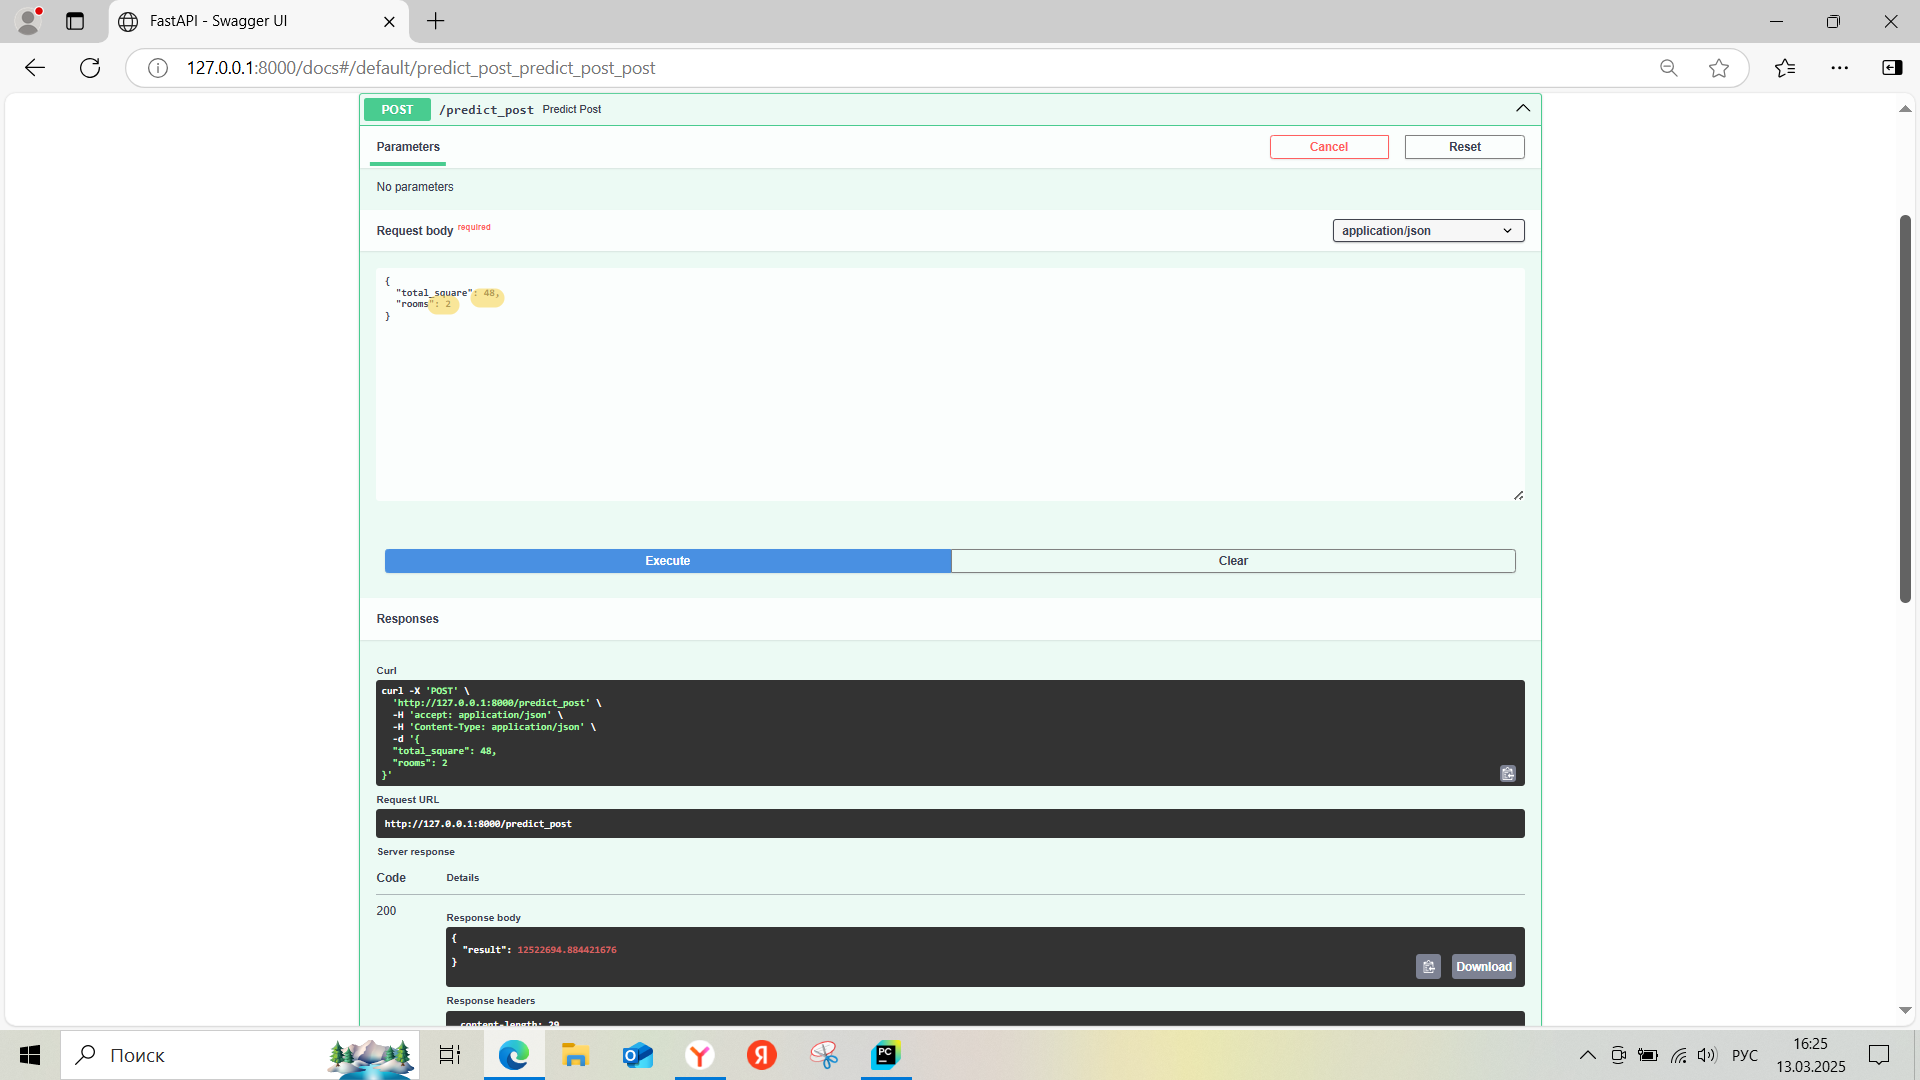 FastAPI - Swagger UI
127.0.0.1:8000/docs#/default/predict_post_predict_post_post
POST /predict_post Predict Post
Parameters
Cancel
Reset
No parameters
Request body required
application/json
{
"total_square": 48,
"rooms": 2
}
Execute
Clear
Responses
Curl
curl -X 'POST' \
'http://127.0.0.1:8000/predict_post' \
-H 'accept: application/json' \
-H 'Content-Type: application/json' \
-d '{
"total_square": 48,
"rooms": 2
}'
Request URL
http://127.0.0.1:8000/predict_post
Server response
Code Details
200
Response body
{
"result": 12522694.884421676
}
Download
Response headers
content-length: 29
Поиск
РУС
16:25
13.03.2025